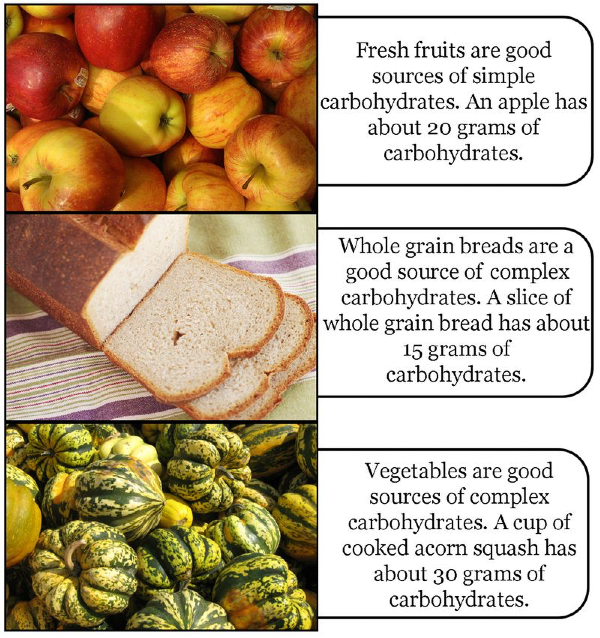 Fresh fruits are good
sources of simple
carbohydrates. An apple has
about 20 grams of
carbohydrates.
Whole grain breads are a
good source of complex
carbohydrates. A slice of
whole grain bread has about
15 grams of
carbohydrates.
Vegetables are good
sources of complex
carbohydrates. A cup of
cooked acorn squash has
about 30 grams of
carbohydrates.